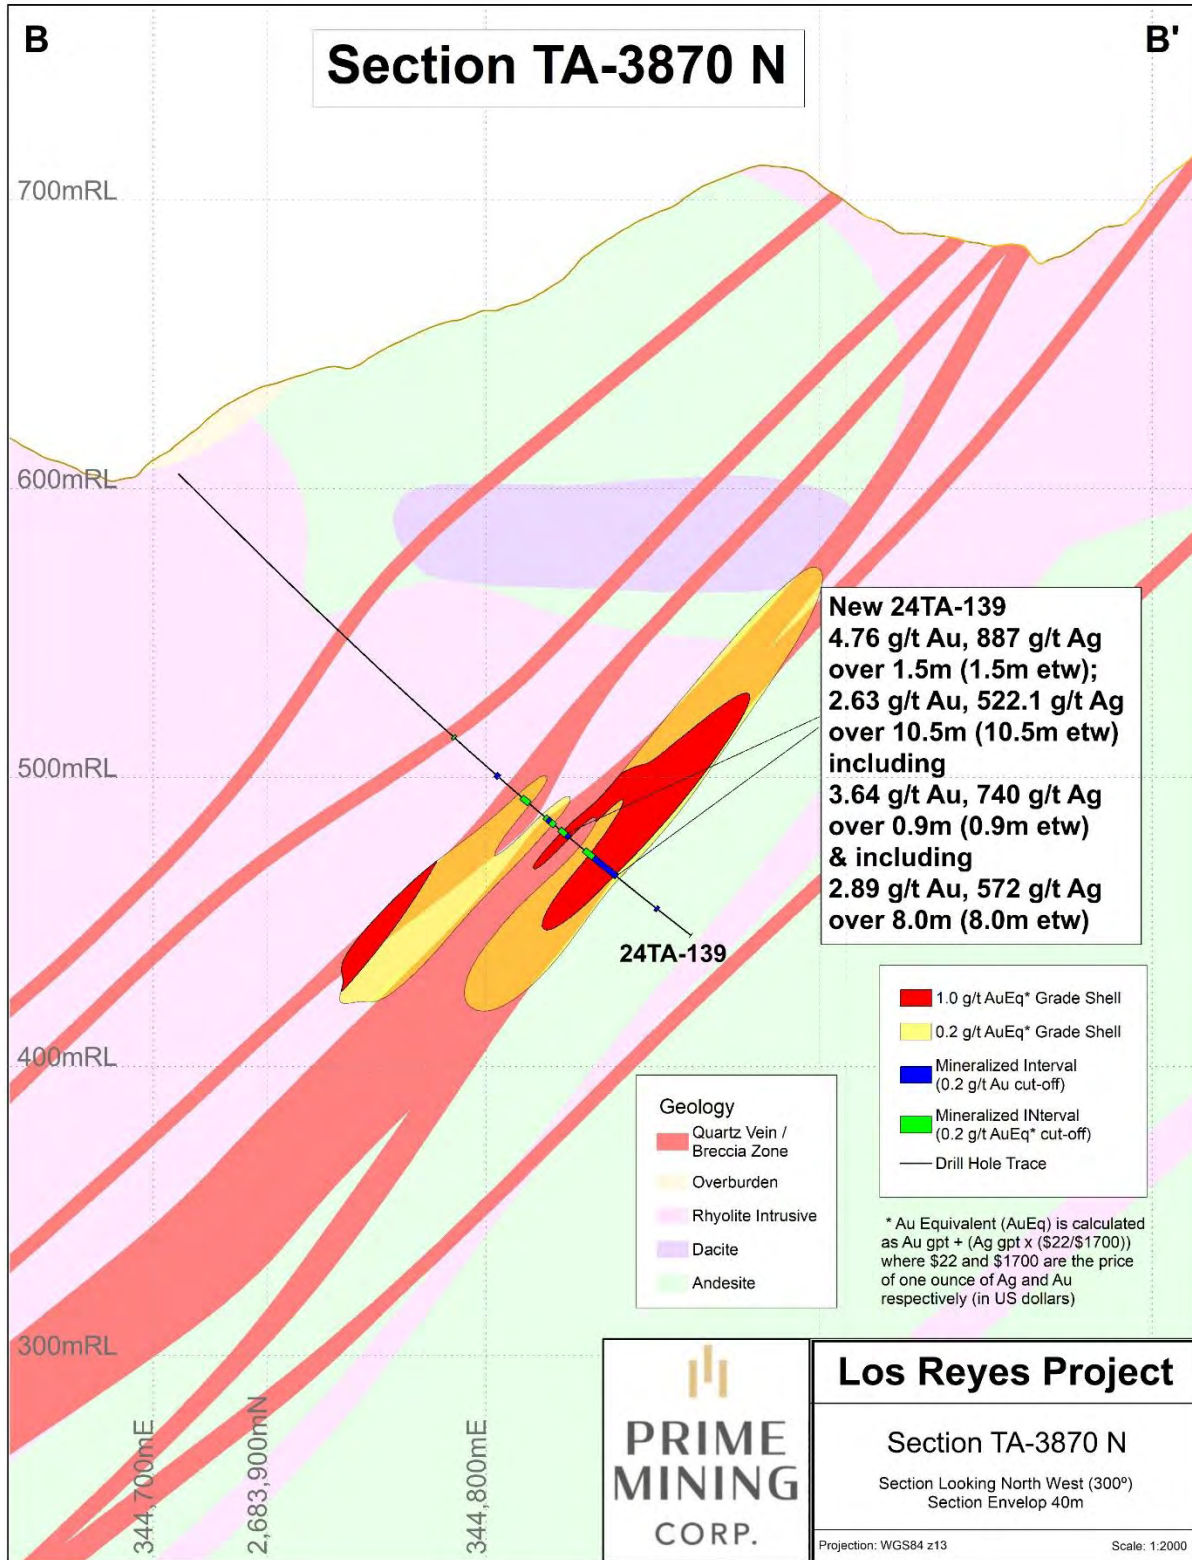 B
B'
Section TA-3870 N
700mRL
600mRL
500mRL
400mRL
300mRL
New 24TA-139
4.76 g/t Au, 887 g/t Ag
over 1.5m (1.5m etw);
2.63 g/t Au, 522.1 g/t Ag
over 10.5m (10.5m etw)
including
3.64 g/t Au, 740 g/t Ag
over 0.9m (0.9m etw)
& including
2.89 g/t Au, 572 g/t Ag
over 8.0m (8.0m etw)
24TA-139
1.0 g/t AuEq* Grade Shell
0.2 g/t AuEq* Grade Shell
Mineralized Interval
(0.2 g/t Au cut-off)
Mineralized INterval
(0.2 g/t AuEq* cut-off)
Drill Hole Trace
Geology
Quartz Vein /
Breccia Zone
Overburden
Rhyolite Intrusive
Dacite
Andesite
* Au Equivalent (AuEq) is calculated
as Au gpt + (Ag gpt x ($22/$1700))
where $22 and $1700 are the price
of one ounce of Ag and Au
respectively (in US dollars)
344,700mE
2,683,900mN
344,800mE
PRIME
MINING
CORP.
Los Reyes Project
Section TA-3870 N
Section Looking North West (300º)
Section Envelop 40m
Projection: WGS84 z13
Scale: 1:2000